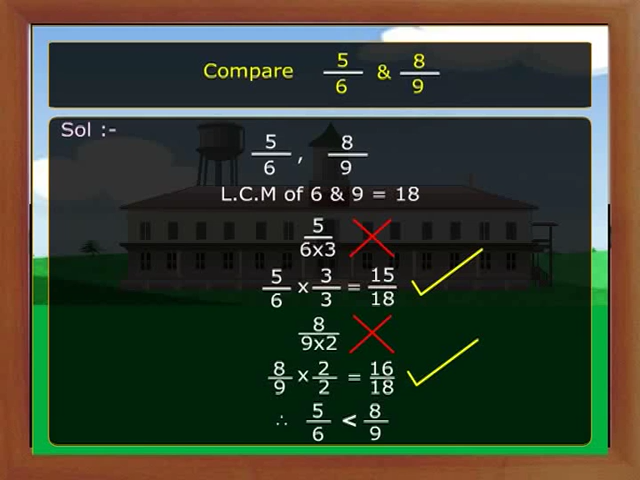 Compare 5/6 & 8/9
Sol :-
5/6 , 8/9
L.C.M of 6 & 9 = 18
5/6x3
5/6 x 3/3 = 15/18
8/9x2
8/9 x 2/2 = 16/18
∴ 5/6 < 8/9